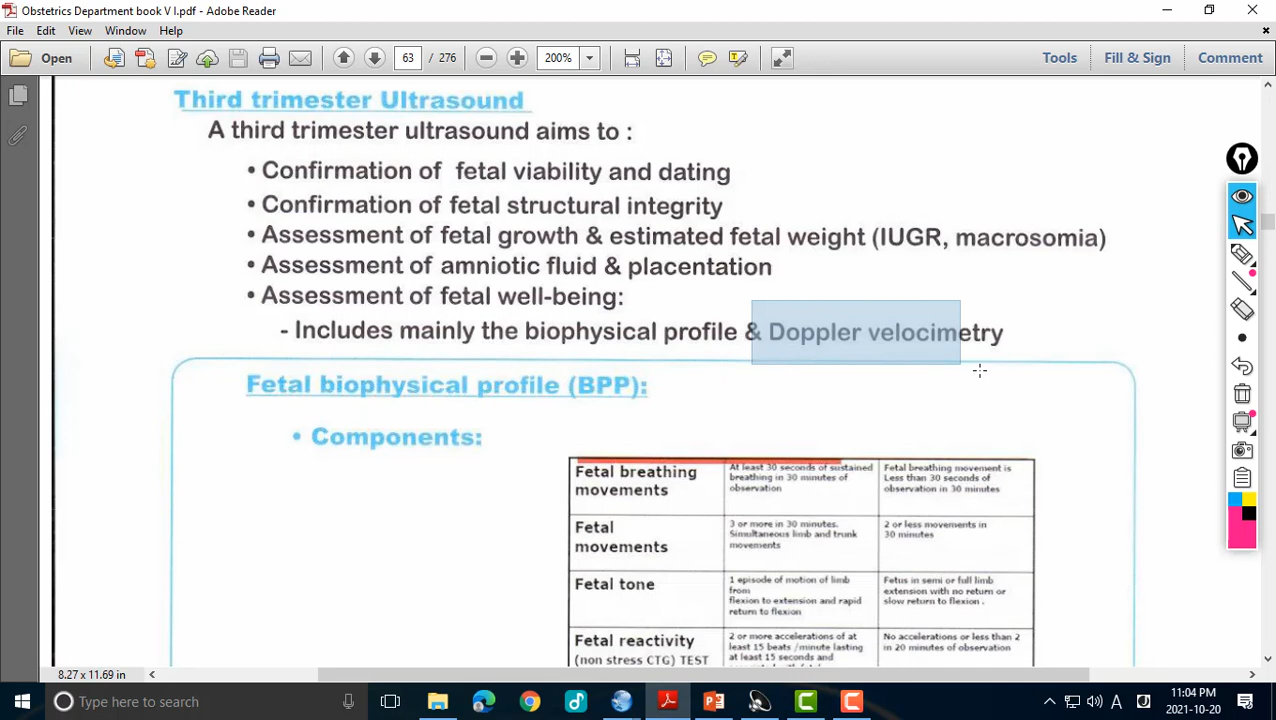 Obstetrics Department book V I.pdf - Adobe Reader
File Edit View Window Help
Open 63 / 276 200% Tools Fill & Sign Comment
Third trimester Ultrasound
A third trimester ultrasound aims to :
• Confirmation of fetal viability and dating
• Confirmation of fetal structural integrity
• Assessment of fetal growth & estimated fetal weight (IUGR, macrosomia)
• Assessment of amniotic fluid & placentation
• Assessment of fetal well-being:
- Includes mainly the biophysical profile & Doppler velocimetry
Fetal biophysical profile (BPP):
• Components:
Fetal breathing
movements
At least 30 seconds of sustained
breathing in 30 minutes of
observation
Fetal breathing movement is
Less than 30 seconds of
observation in 30 minutes
Fetal
movements
3 or more in 30 minutes.
Simultaneous limb and trunk
movements
2 or less movements in
30 minutes
Fetal tone
1 episode of motion of limb
from
flexion to extension and rapid
return to flexion
Fetus in semi or full limb
extension with no return or
slow return to flexion .
Fetal reactivity
(non stress CTG) TEST
2 or more accelerations of at
least 15 beats /minute lasting
at least 15 seconds and
No accelerations or less than 2
in 20 minutes of observation
8.27 x 11.69 in
Type here to search
A
11:04 PM
2021-10-20